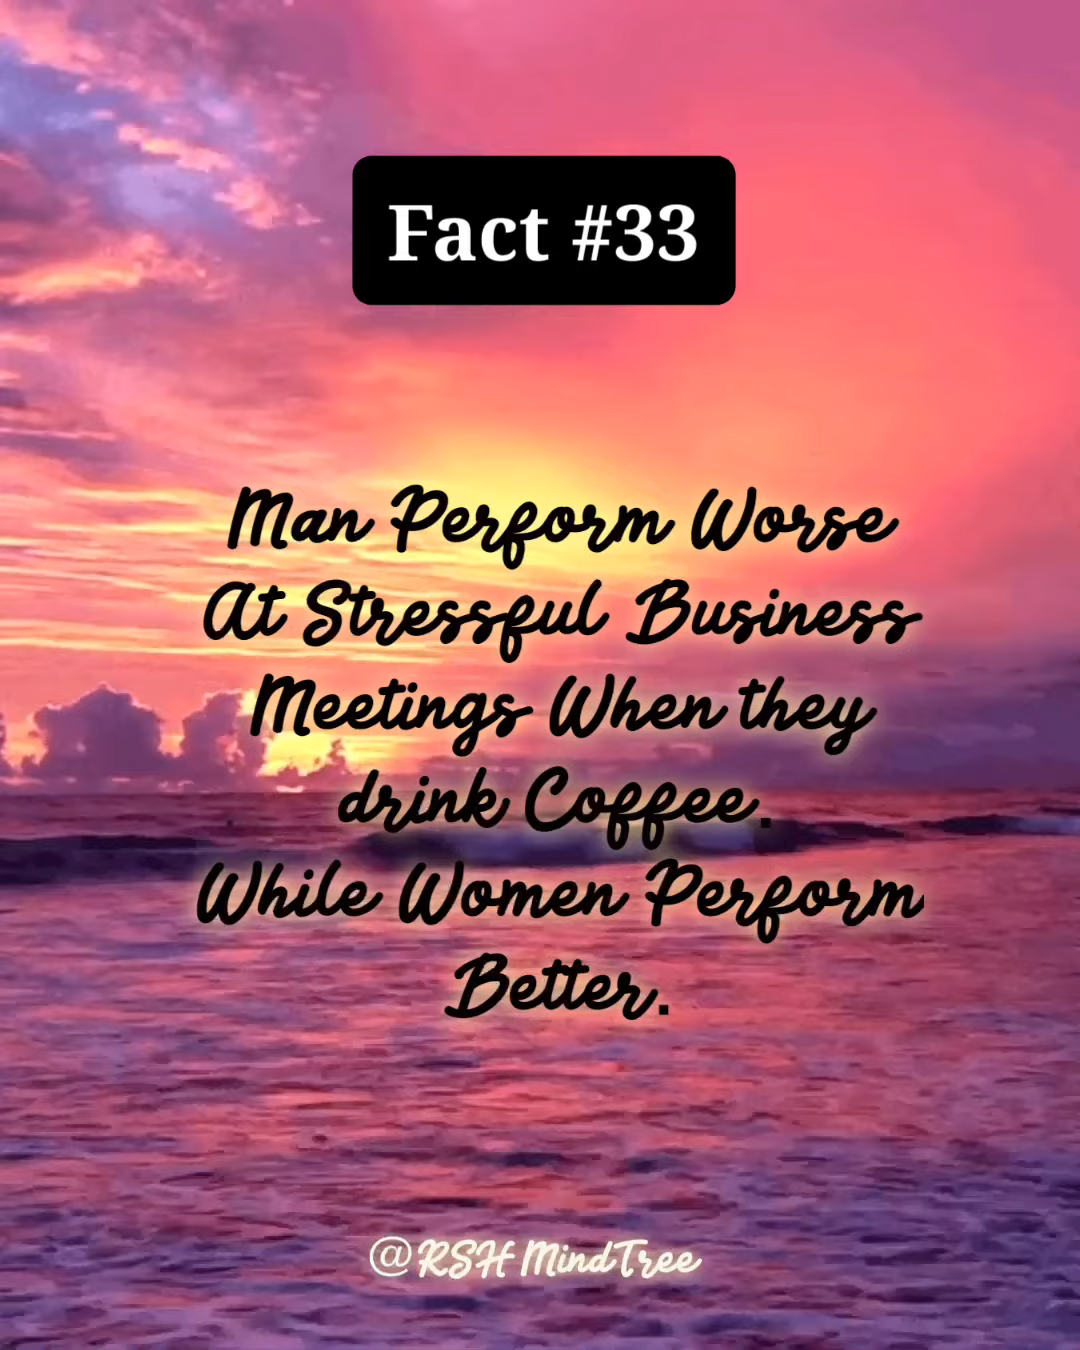 Fact #33
Man Perform Worse
At Stressful Business
Meetings When they
drink Coffee.
While Women Perform
Better.
@RSH MindTree